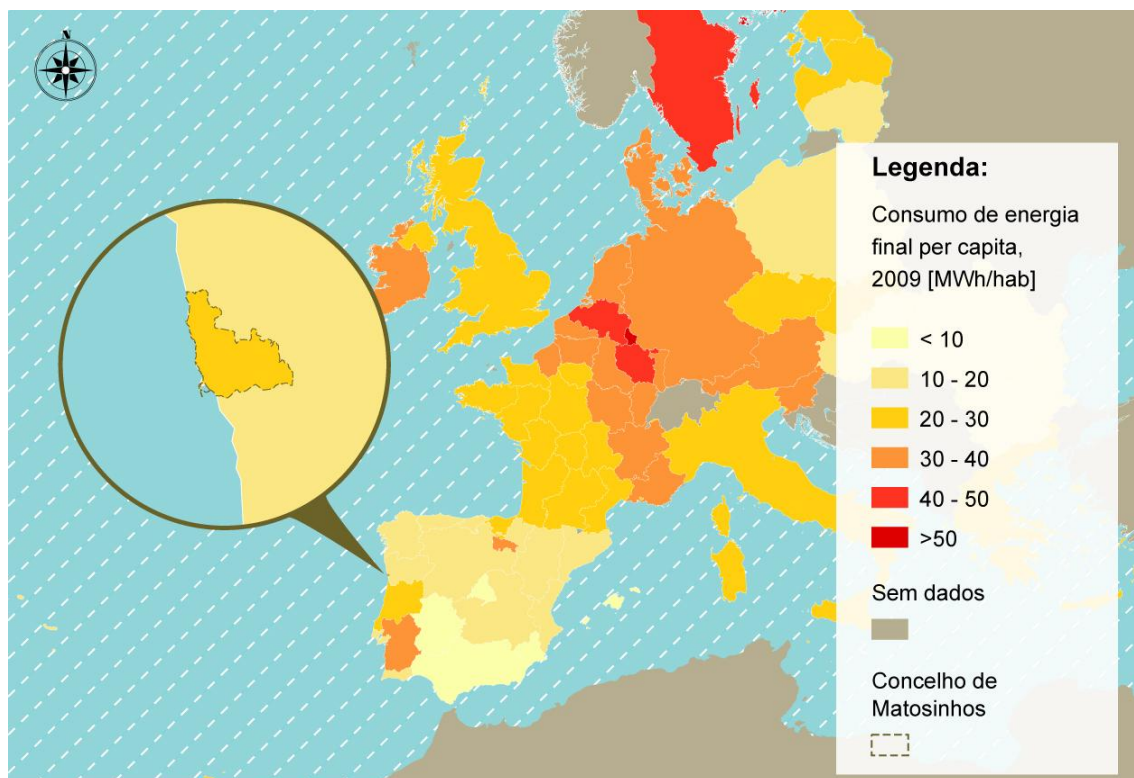 Legenda:
Consumo de energia
final per capita,
2009 [MWh/hab]
< 10
10 - 20
20 - 30
30 - 40
40 - 50
>50
Sem dados
Concelho de
Matosinhos